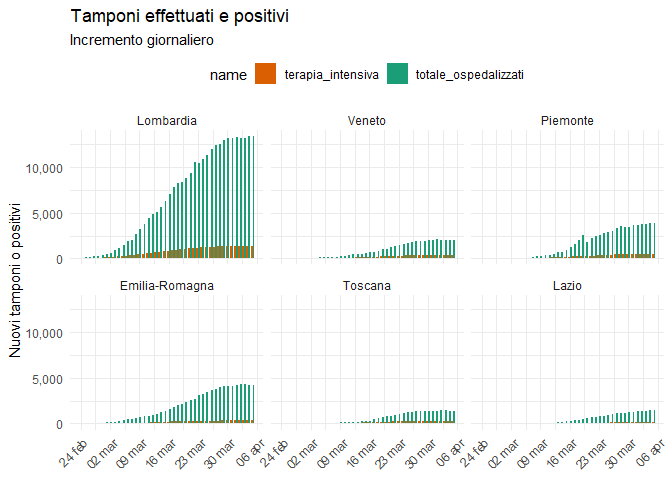 Tamponi effettuati e positivi
Incremento giornaliero
name terapia_intensiva totale_ospedalizzati
Lombardia Veneto Piemonte
10,000
5,000
0
Nuovi tamponi o positivi
Emilia-Romagna Toscana Lazio
10,000
5,000
0
24 feb 02 mar 09 mar 16 mar 23 mar 30 mar 06 apr 24 feb 02 mar 09 mar 16 mar 23 mar 30 mar 06 apr 24 feb 02 mar 09 mar 16 mar 23 mar 30 mar 06 apr